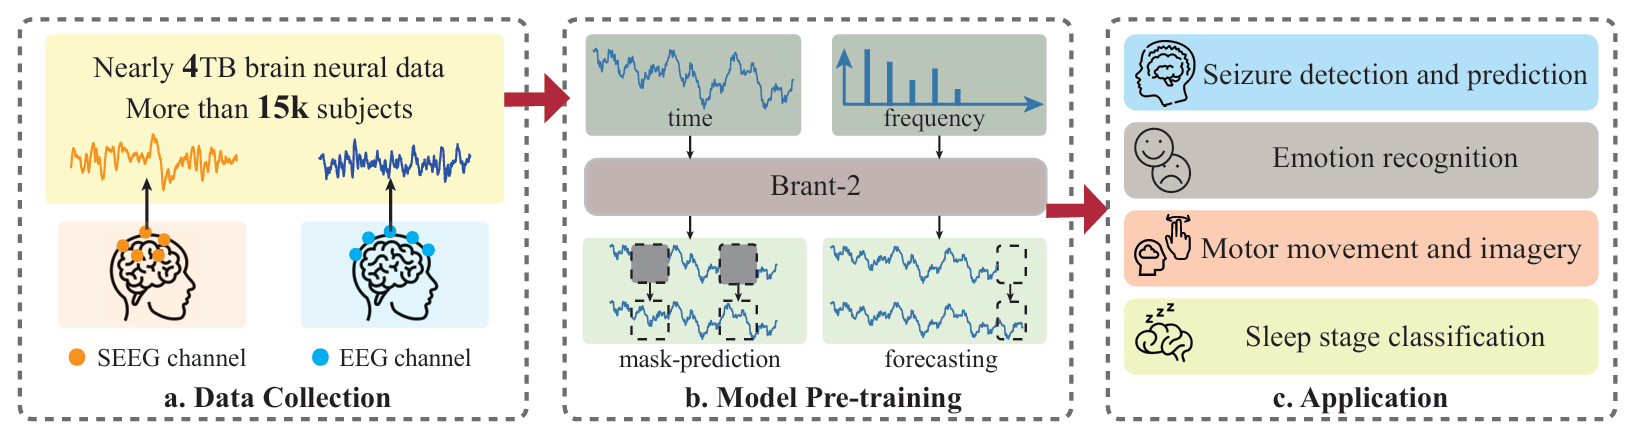 Nearly 4TB brain neural data
More than 15k subjects
SEEG channel
EEG channel
a. Data Collection
time
frequency
Brant-2
mask-prediction
forecasting
b. Model Pre-training
Seizure detection and prediction
Emotion recognition
Motor movement and imagery
z z z
Sleep stage classification
c. Application